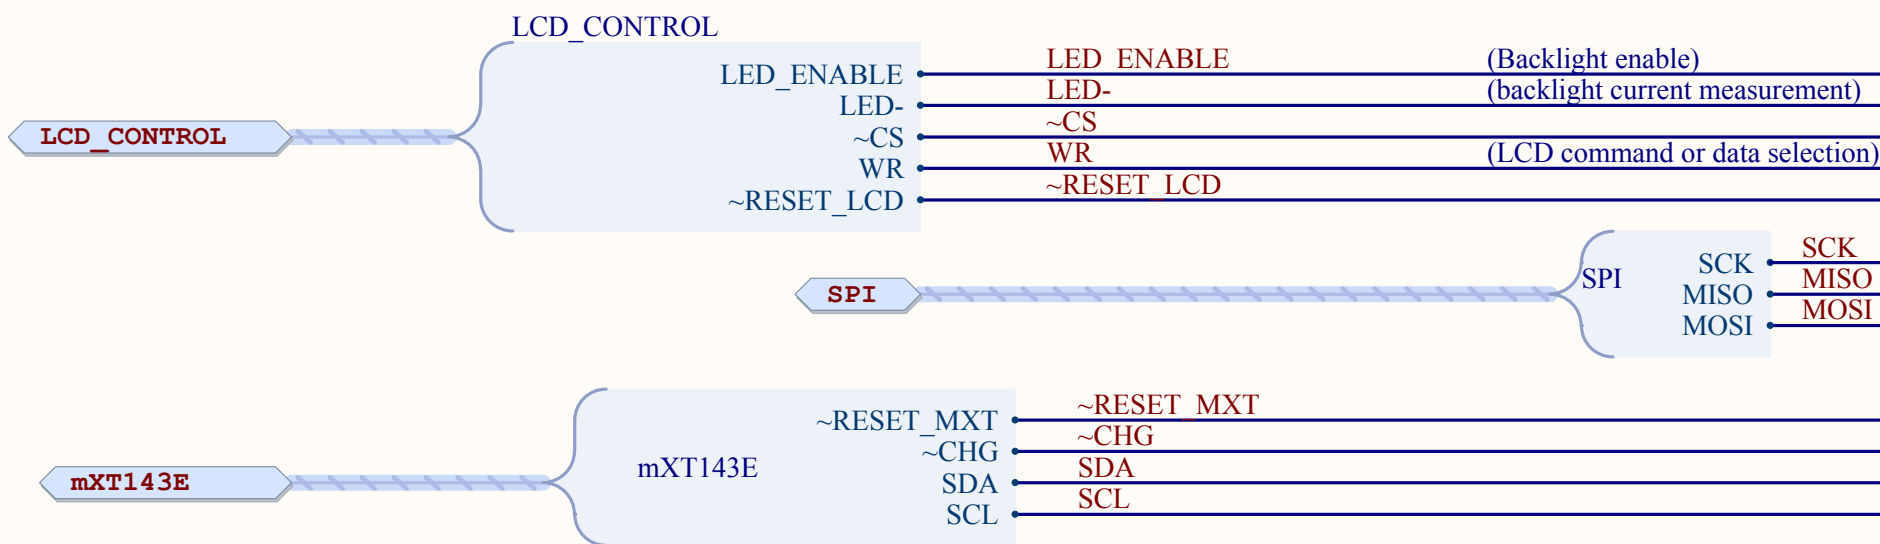 LCD_CONTROL
LED_ENABLE LED_ENABLE (Backlight enable)
LED- LED- (backlight current measurement)
LCD_CONTROL ~CS ~CS
WR WR (LCD command or data selection)
~RESET_LCD ~RESET_LCD
SCK SCK
SPI SPI MISO MISO
MOSI MOSI
~RESET_MXT ~RESET_MXT
~CHG ~CHG
mXT143E mXT143E SDA SDA
SCL SCL